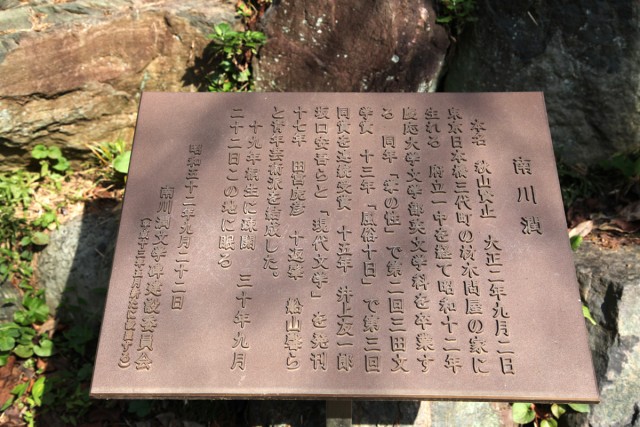 南川潤
本名 秋山賢止 大正二年九月二日
東京日本橋三代町の材木問屋の家に
生れる 府立一中を経て昭和十二年
慶応大学文学部英文学科を卒業す
る 同年「掌の性」で第二回三田文
学賞 十三年「風俗十日」で第三回
同賞を連続受賞 十五年 井上友一郎
坂口安吾らと「現代文学」を発刊
十七年 田宮虎彦 十返肇 船山馨ら
と青年芸術派を結成した。
十九年桐生に疎開 三十年九月
二十二日この地に眠る
昭和五十二年九月二十二日
南川潤文学碑建設委員会